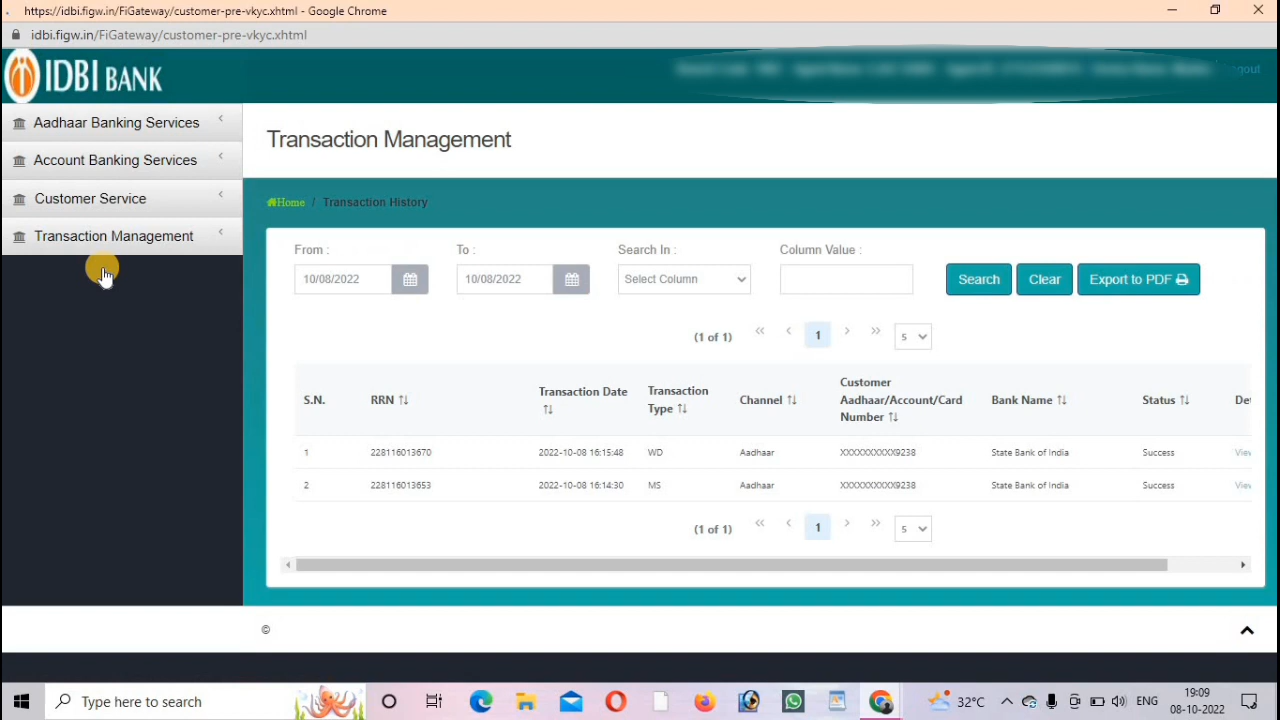 https://idbi.figw.in/FiGateway/customer-pre-vkyc.xhtml - Google Chrome
idbi.figw.in/FiGateway/customer-pre-vkyc.xhtml
IDBI BANK
Aadhaar Banking Services
Account Banking Services
Customer Service
Transaction Management
Transaction Management
Home / Transaction History
From : To : Search In : Column Value :
10/08/2022 10/08/2022 Select Column Search Clear Export to PDF
(1 of 1) 1 5
S.N. RRN Transaction Date Transaction Type Channel Customer Aadhaar/Account/Card Number Bank Name Status
1 228116013670 2022-10-08 16:15:48 WD Aadhaar XXXXXXXXXX9238 State Bank of India Success
2 228116013653 2022-10-08 16:14:30 MS Aadhaar XXXXXXXXXX9238 State Bank of India Success
(1 of 1) 1 5
©
Type here to search 32°C ENG 19:09
08-10-2022